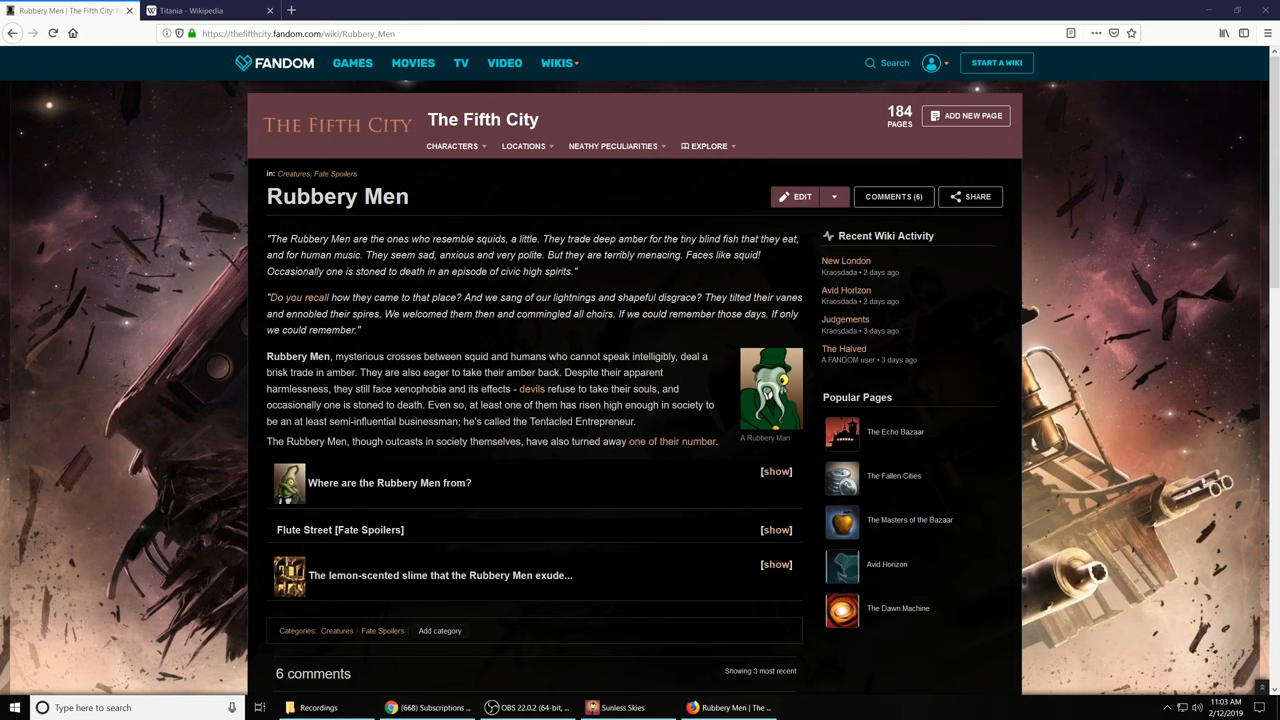 Rubbery Men | The Fifth City: F
Titania - Wikipedia
https://thefifthcity.fandom.com/wiki/Rubbery_Men
FANDOM GAMES MOVIES TV VIDEO WIKIS Search START A WIKI
THE FIFTH CITY The Fifth City 184 PAGES ADD NEW PAGE
CHARACTERS LOCATIONS NEATHY PECULIARITIES EXPLORE
in: Creatures, Fate Spoilers
Rubbery Men
EDIT COMMENTS (6) SHARE
"The Rubbery Men are the ones who resemble squids, a little. They trade deep amber for the tiny blind fish that they eat,
and for human music. They seem sad, anxious and very polite. But they are terribly menacing. Faces like squid!
Occasionally one is stoned to death in an episode of civic high spirits."
"Do you recall how they came to that place? And we sang of our lightnings and shapeful disgrace? They tilted their vanes
and ennobled their spires. We welcomed them then and commingled all choirs. If we could remember those days. If only
we could remember."
Rubbery Men, mysterious crosses between squid and humans who cannot speak intelligibly, deal a
brisk trade in amber. They are also eager to take their amber back. Despite their apparent
harmlessness, they still face xenophobia and its effects - devils refuse to take their souls, and
occasionally one is stoned to death. Even so, at least one of them has risen high enough in society to
be an at least semi-influential businessman; he's called the Tentacled Entrepreneur.
The Rubbery Men, though outcasts in society themselves, have also turned away one of their number.
A Rubbery Man
Where are the Rubbery Men from? [show]
Flute Street [Fate Spoilers] [show]
The lemon-scented slime that the Rubbery Men exude... [show]
Categories: Creatures Fate Spoilers Add category
6 comments Showing 3 most recent
Recent Wiki Activity
New London
Kraosdada • 2 days ago
Avid Horizon
Kraosdada • 2 days ago
Judgements
Kraosdada • 3 days ago
The Halved
A FANDOM user • 3 days ago
Popular Pages
The Echo Bazaar
The Fallen Cities
The Masters of the Bazaar
Avid Horizon
The Dawn Machine
Type here to search
Recordings
(668) Subscriptions ...
OBS 22.0.2 (64-bit, ...
Sunless Skies
Rubbery Men | The ...
11:03 AM
2/12/2019